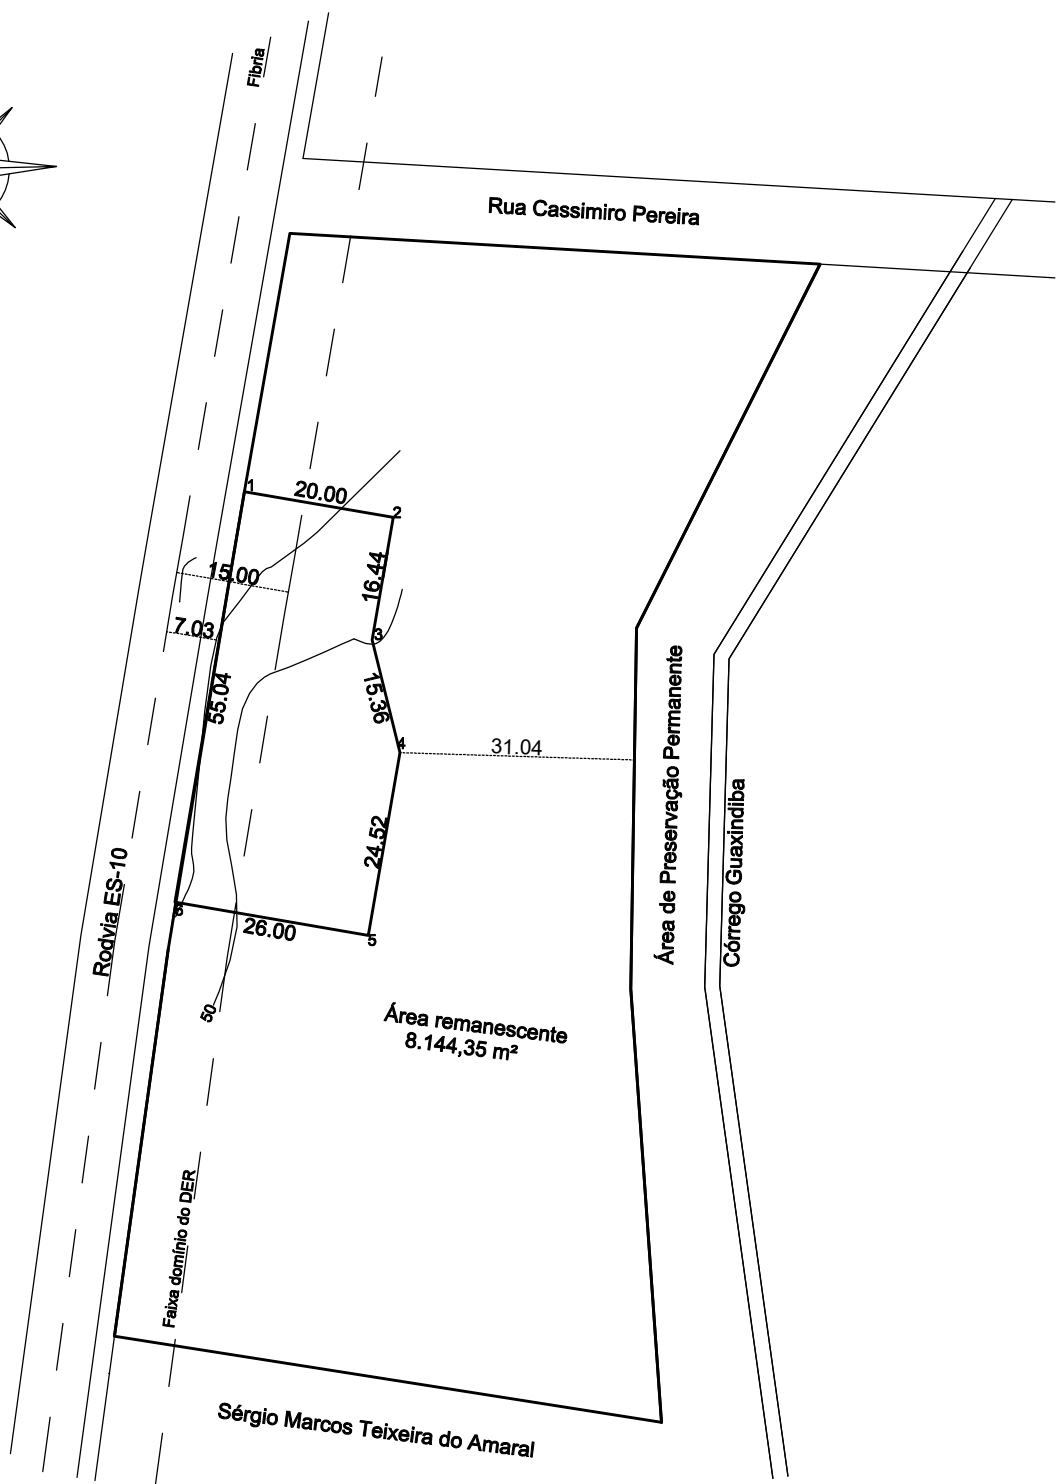 Fibria
Rua Cassimiro Pereira
1
20.00
2
16.44
15.00
7.03
3
55.04
15.36
4
31.04
24.52
Área de Preservação Permanente
Córrego Guaxindiba
Rodvia ES-10
6
26.00
5
50
Área remanescente
8.144,35 m²
Faixa domínio do DER
Sérgio Marcos Teixeira do Amaral